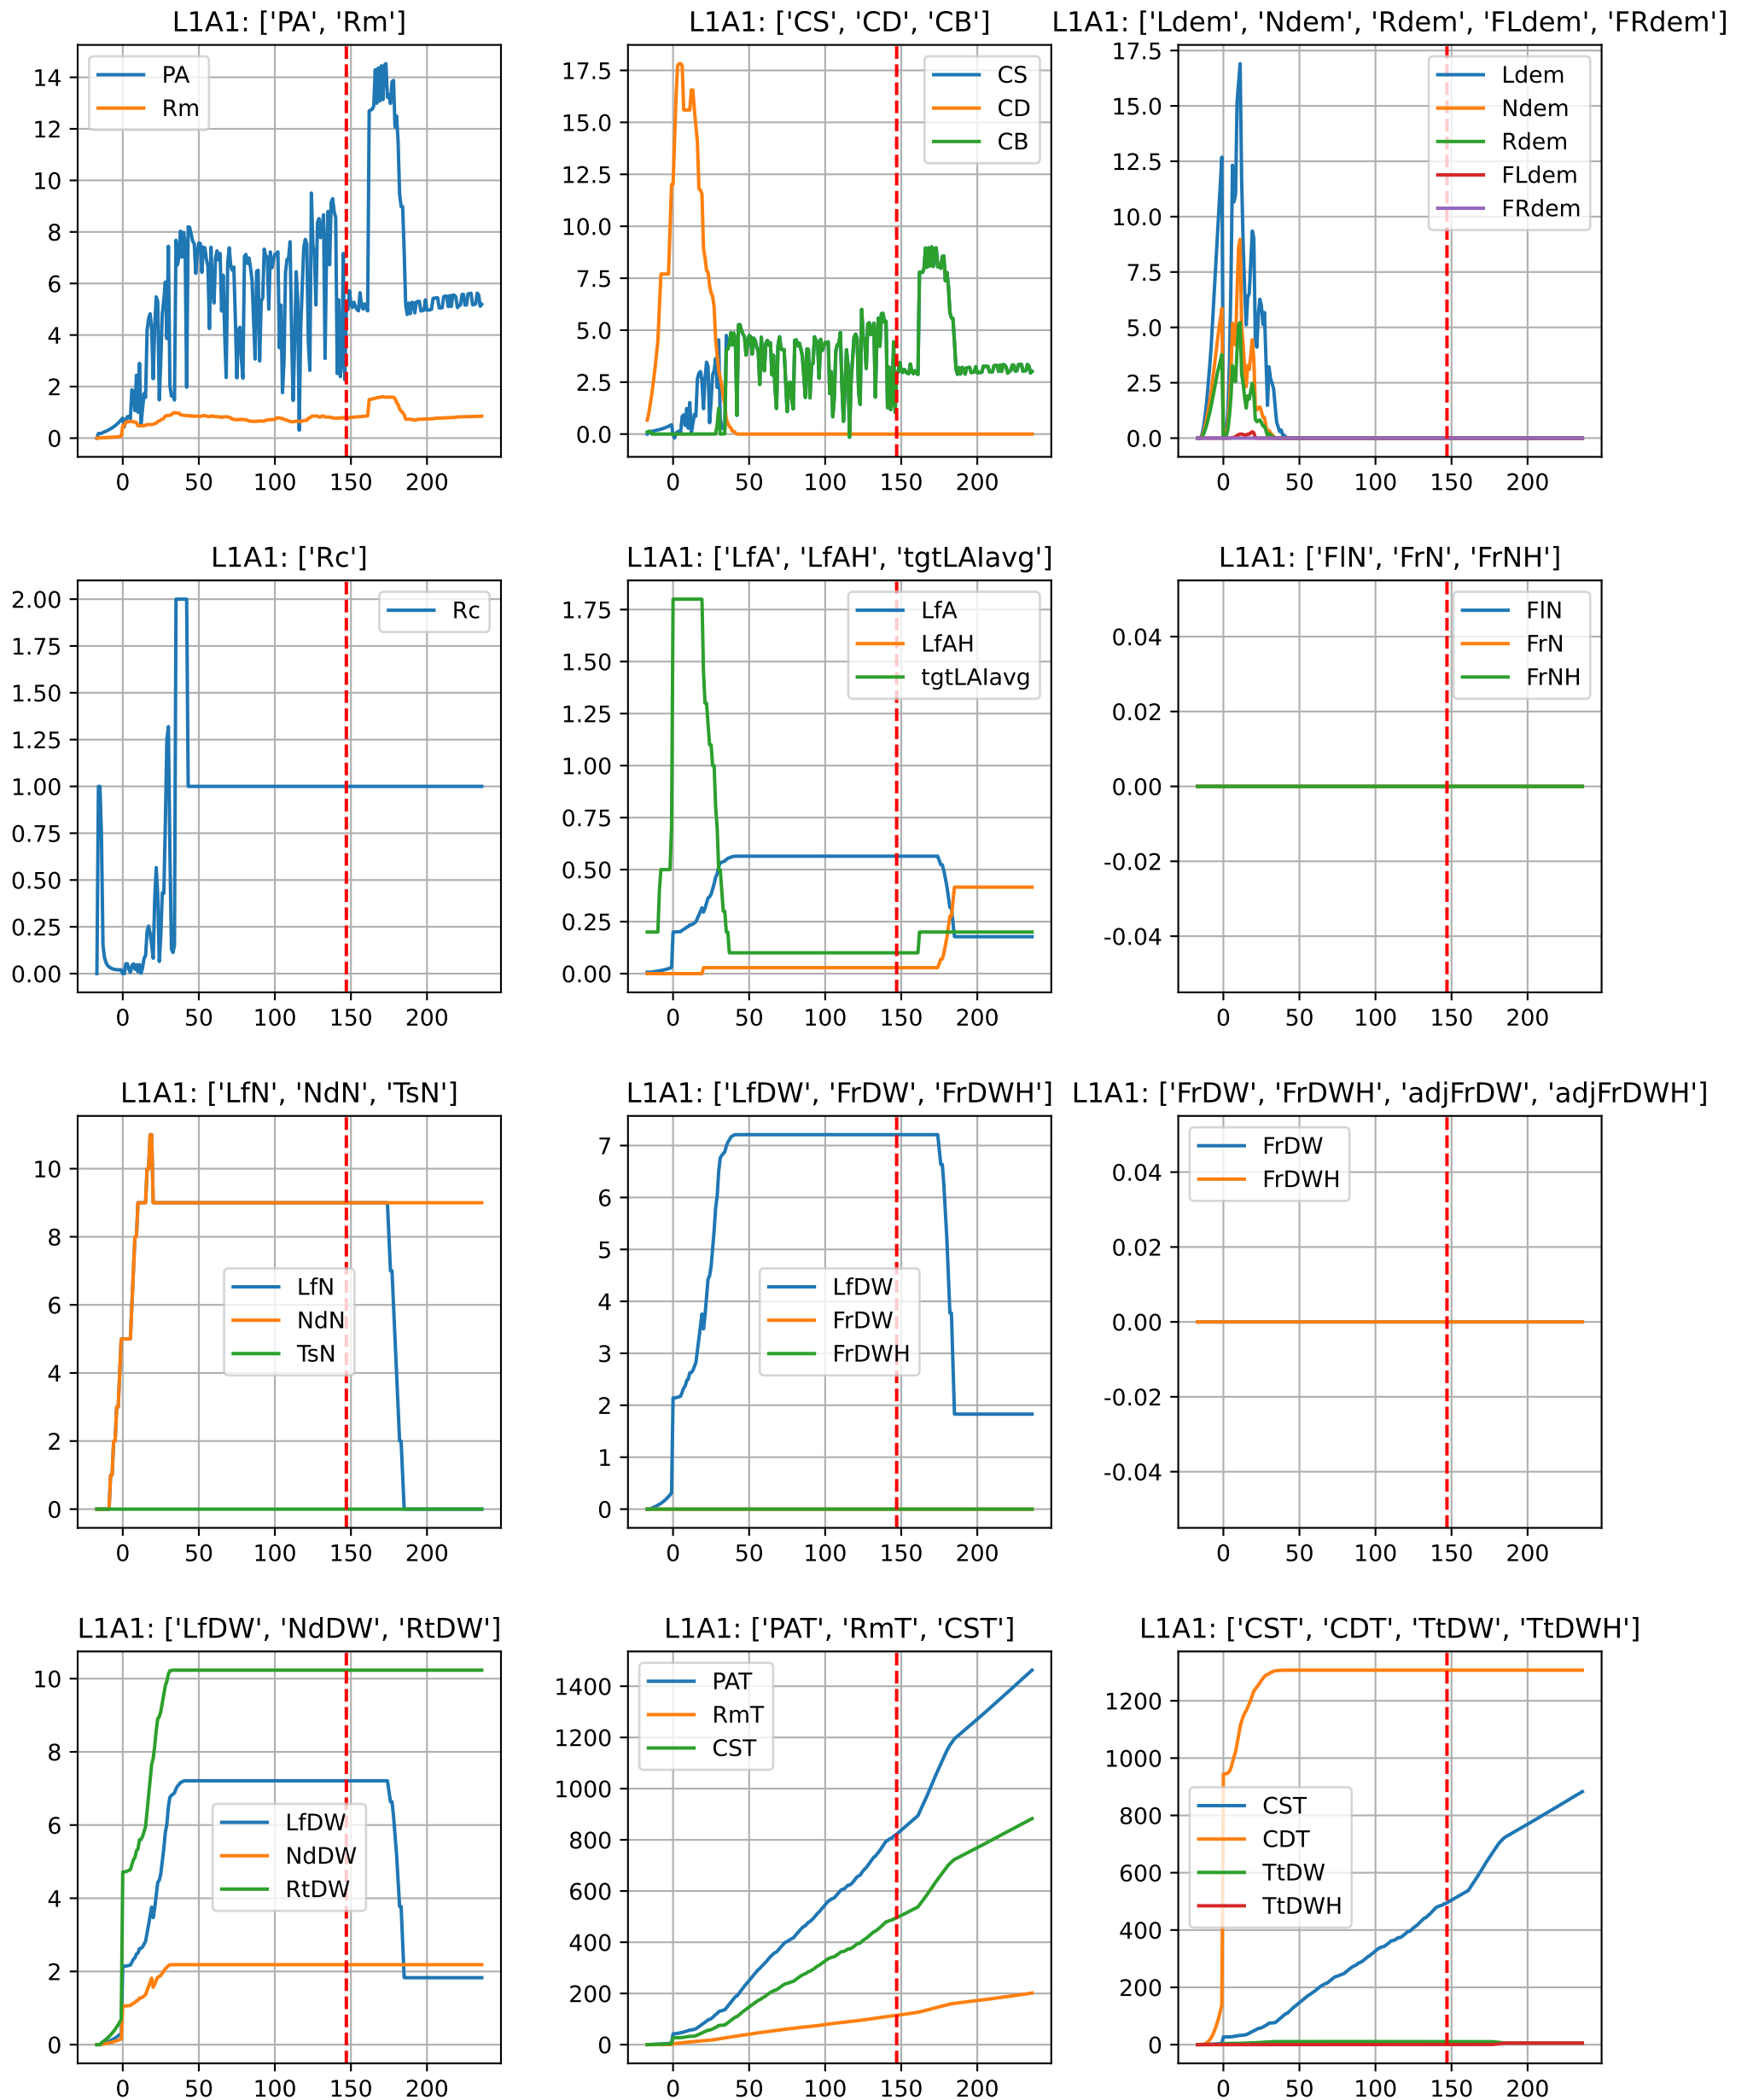 L1A1: ['PA', 'Rm']
PA
Rm
14
12
10
8
6
4
2
0
0 50 100 150 200
L1A1: ['CS', 'CD', 'CB']
CS
CD
CB
17.5
15.0
12.5
10.0
7.5
5.0
2.5
0.0
0 50 100 150 200
L1A1: ['Ldem', 'Ndem', 'Rdem', 'FLdem', 'FRdem']
Ldem
Ndem
Rdem
FLdem
FRdem
17.5
15.0
12.5
10.0
7.5
5.0
2.5
0.0
0 50 100 150 200
L1A1: ['Rc']
Rc
2.00
1.75
1.50
1.25
1.00
0.75
0.50
0.25
0.00
0 50 100 150 200
L1A1: ['LfA', 'LfAH', 'tgtLAIavg']
LfA
LfAH
tgtLAIavg
1.75
1.50
1.25
1.00
0.75
0.50
0.25
0.00
0 50 100 150 200
L1A1: ['FlN', 'FrN', 'FrNH']
FlN
FrN
FrNH
0.04
0.02
0.00
-0.02
-0.04
0 50 100 150 200
L1A1: ['LfN', 'NdN', 'TsN']
LfN
NdN
TsN
10
8
6
4
2
0
0 50 100 150 200
L1A1: ['LfDW', 'FrDW', 'FrDWH']
LfDW
FrDW
FrDWH
7
6
5
4
3
2
1
0
0 50 100 150 200
L1A1: ['FrDW', 'FrDWH', 'adjFrDW', 'adjFrDWH']
FrDW
FrDWH
0.04
0.02
0.00
-0.02
-0.04
0 50 100 150 200
L1A1: ['LfDW', 'NdDW', 'RtDW']
LfDW
NdDW
RtDW
10
8
6
4
2
0
0 50 100 150 200
L1A1: ['PAT', 'RmT', 'CST']
PAT
RmT
CST
1400
1200
1000
800
600
400
200
0
0 50 100 150 200
L1A1: ['CST', 'CDT', 'TtDW', 'TtDWH']
CST
CDT
TtDW
TtDWH
1200
1000
800
600
400
200
0
0 50 100 150 200